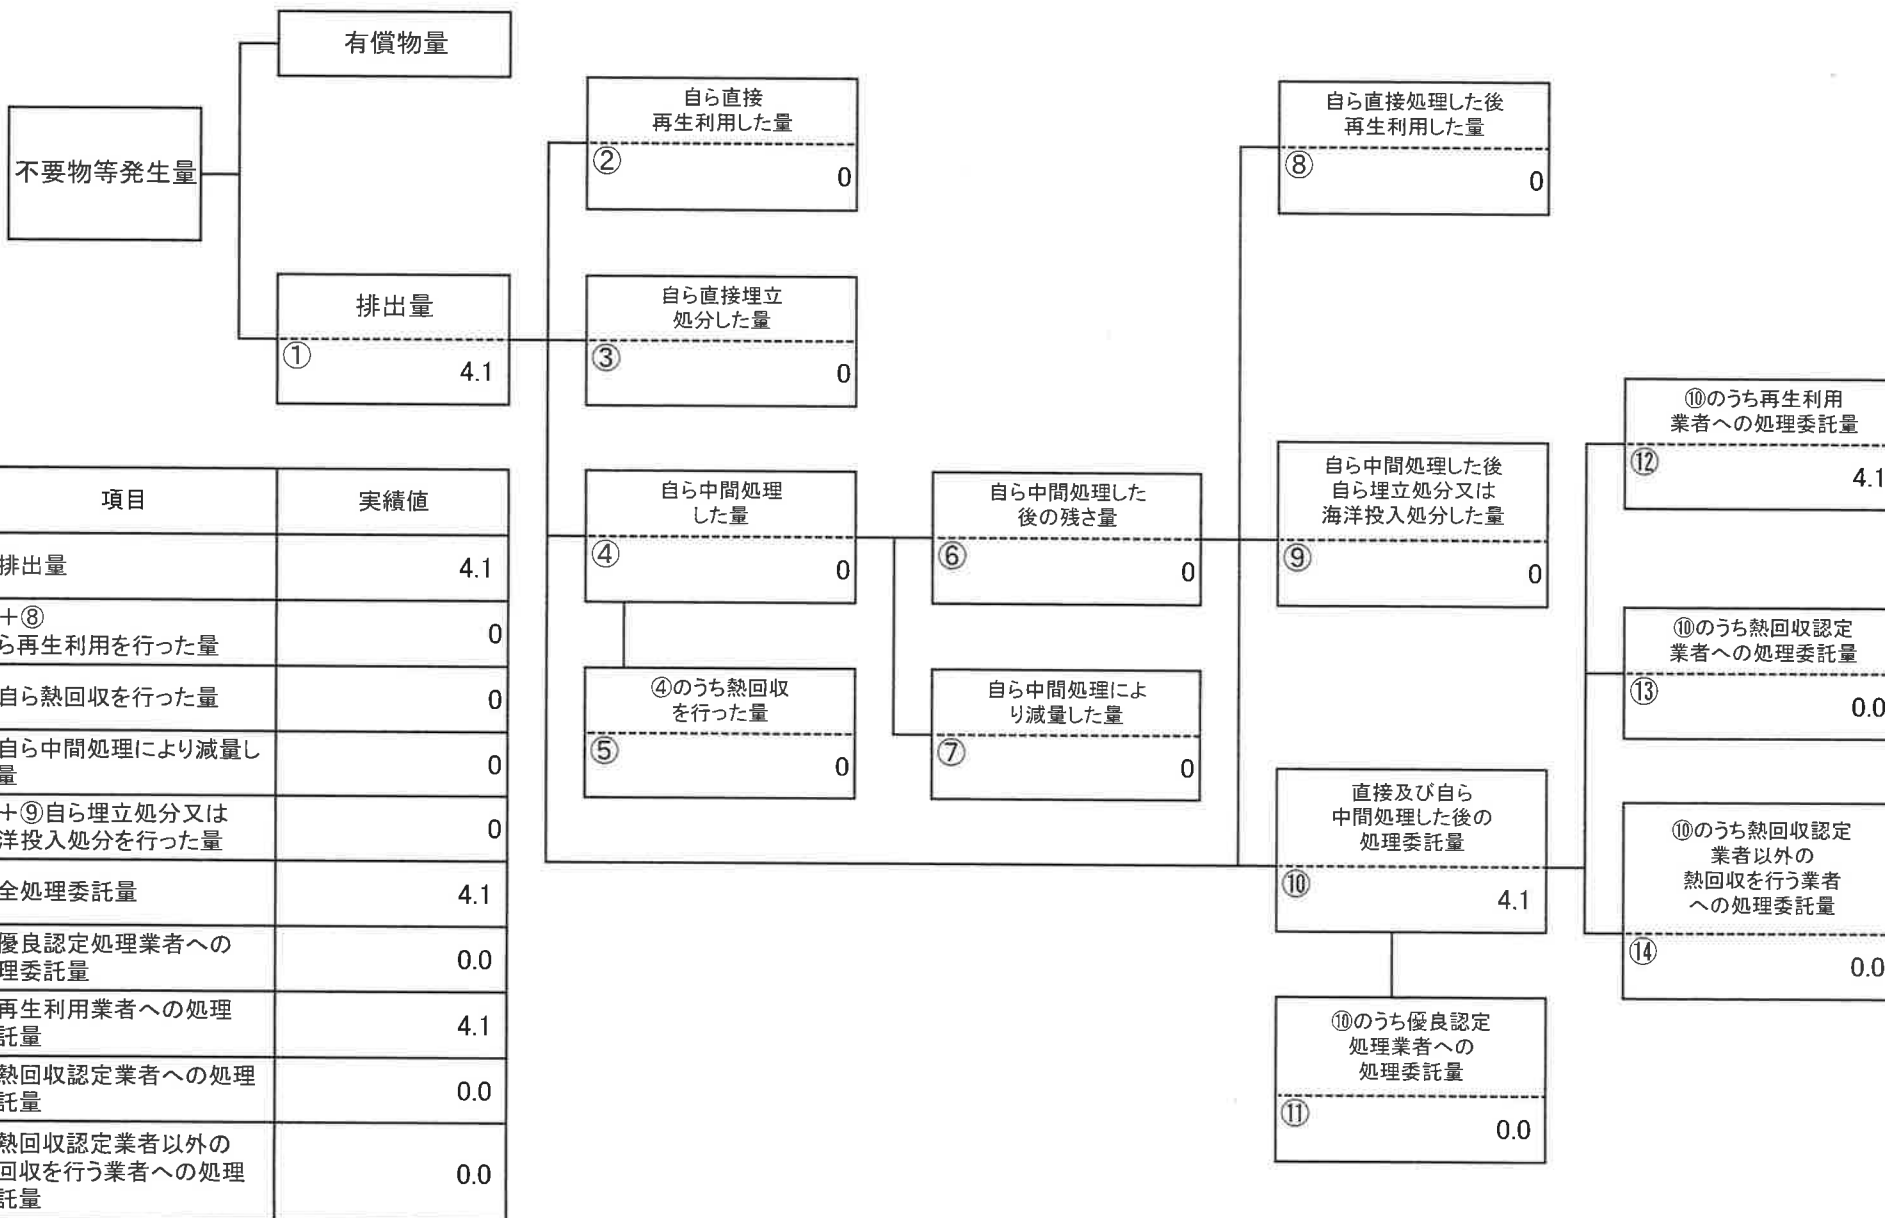 有償物量
不要物等発生量
排出量
①
4.1
自ら直接
再生利用した量
②
0
自ら直接埋立
処分した量
③
0
自ら中間処理
した量
④
0
④のうち熱回収
を行った量
⑤
0
自ら中間処理した
後の残さ量
⑥
0
自ら中間処理によ
り減量した量
⑦
0
自ら直接処理した後
再生利用した量
⑧
0
自ら中間処理した後
自ら埋立処分又は
海洋投入処分した量
⑨
0
直接及び自ら
中間処理した後の
処理委託量
⑩
4.1
⑩のうち優良認定
処理業者への
処理委託量
⑪
0.0
⑩のうち再生利用
業者への処理委託量
⑫
4.1
⑩のうち熱回収認定
業者への処理委託量
⑬
0.0
⑩のうち熱回収認定
業者以外の
熱回収を行う業者
への処理委託量
⑭
0.0
項目 実績値
排出量 4.1
+⑧
ら再生利用を行った量 0
自ら熱回収を行った量 0
自ら中間処理により減量し
量 0
+⑨自ら埋立処分又は
洋投入処分を行った量 0
全処理委託量 4.1
優良認定処理業者への
理委託量 0.0
再生利用業者への処理
託量 4.1
熱回収認定業者への処理
託量 0.0
熱回収認定業者以外の
回収を行う業者への処理
託量 0.0